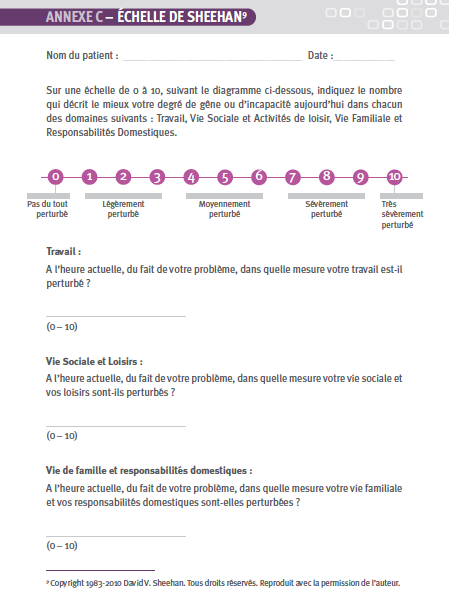 ANNEXE C – ÉCHELLE DE SHEEHAN⁹
Nom du patient : Date :
Sur une échelle de 0 à 10, suivant le diagramme ci-dessous, indiquez le nombre
qui décrit le mieux votre degré de gêne ou d'incapacité aujourd'hui dans chacun
des domaines suivants : Travail, Vie Sociale et Activités de loisir, Vie Familiale et
Responsabilités Domestiques.
0 1 2 3 4 5 6 7 8 9 10
Pas du tout Légèrement Moyennement Sévèrement Très
perturbé perturbé perturbé perturbé sévèrement
perturbé
Travail :
A l'heure actuelle, du fait de votre problème, dans quelle mesure votre travail est-il
perturbé ?
(0 – 10)
Vie Sociale et Loisirs :
A l'heure actuelle, du fait de votre problème, dans quelle mesure votre vie sociale et
vos loisirs sont-ils perturbés ?
(0 – 10)
Vie de famille et responsabilités domestiques :
A l'heure actuelle, du fait de votre problème, dans quelle mesure votre vie familiale
et vos responsabilités domestiques sont-elles perturbées ?
(0 – 10)
⁹ Copyright 1983-2010 David V. Sheehan. Tous droits réservés. Reproduit avec la permission de l'auteur.